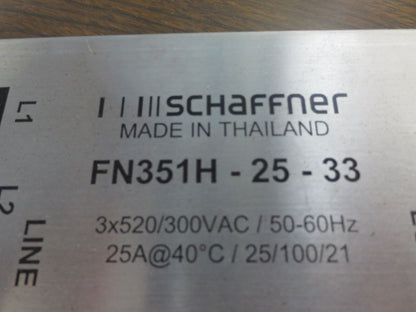 schaffner
MADE IN THAILAND
FN351H - 25 - 33
3x520/300VAC / 50-60Hz
25A@40°C / 25/100/21
L1
L2
LINE